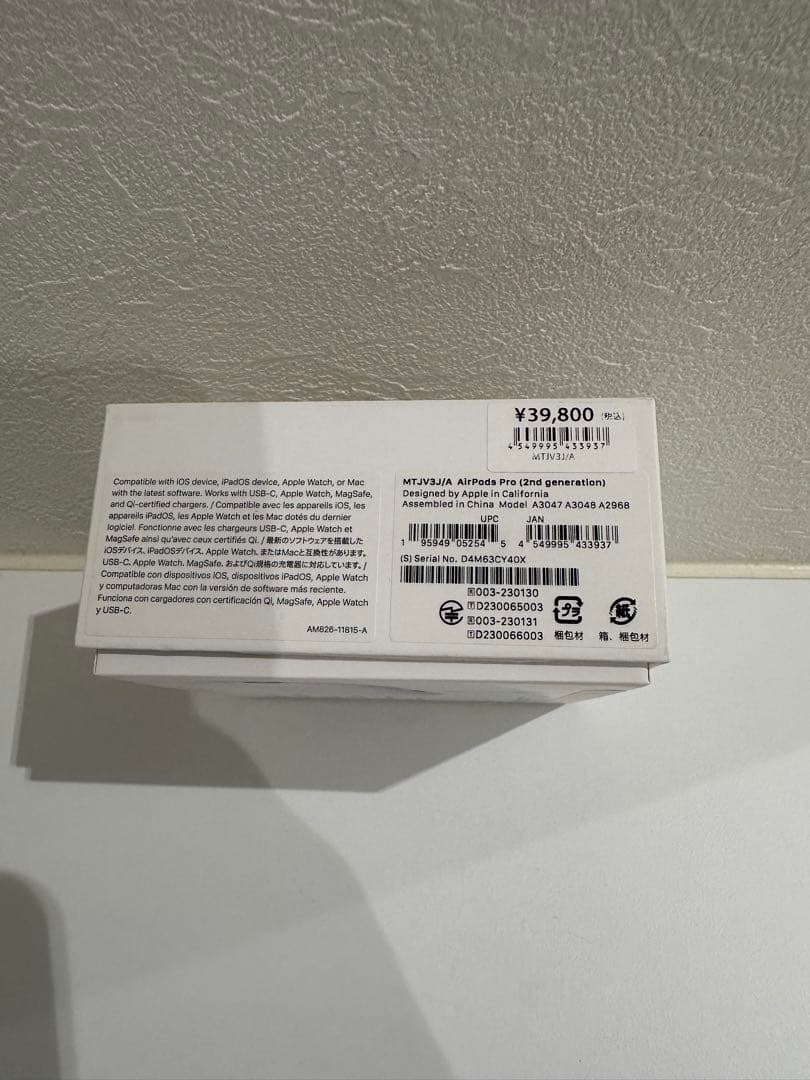 ¥39,800 (税込)
4 549995 433937
MTJV3J/A
Compatible with iOS device, iPadOS device, Apple Watch, or Mac
with the latest software. Works with USB-C, Apple Watch, MagSafe,
and Qi-certified chargers. / Compatible avec les appareils iOS, les
appareils iPadOS, les Apple Watch et les Mac dotés du dernier
logiciel. Fonctionne avec les chargeurs USB-C, Apple Watch et
MagSafe ainsi qu'avec ceux certifiés Qi. / 最新のソフトウェアを搭載した
iOSデバイス、iPadOSデバイス、Apple Watch、またはMacと互換性があります。
USB-C、Apple Watch、MagSafe、およびQi規格の充電器に対応しています。/
Compatible con dispositivos iOS, dispositivos iPadOS, Apple Watch
y computadoras Mac con la versión de software más reciente.
Funciona con cargadores con certificación Qi, MagSafe, Apple Watch
y USB-C.
AM826-11815-A
MTJV3J/A AirPods Pro (2nd generation)
Designed by Apple in California
Assembled in China Model A3047 A3048 A2968
UPC JAN
1 95949 05254 5 4 549995 433937
(S) Serial No. D4M63CY40X
R 003-230130
T D230065003
R 003-230131
T D230066003
プラ
梱包材
紙
箱、梱包材